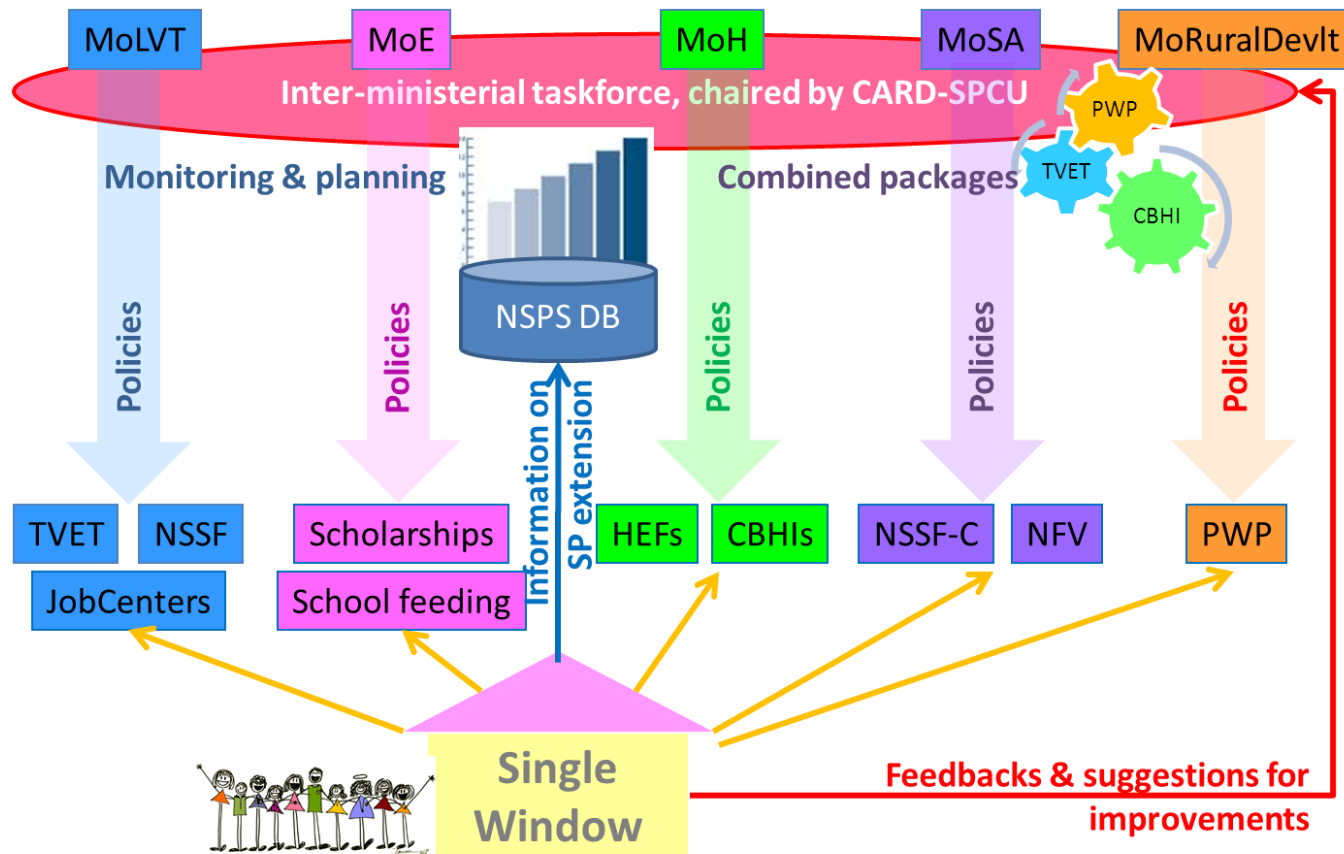 MoLVT
MoE
MoH
MoSA
MoRuralDevlt
Inter-ministerial taskforce, chaired by CARD-SPCU
PWP
TVET
CBHI
Monitoring & planning
Combined packages
NSPS DB
Policies
Policies
Policies
Policies
Policies
Information on
SP extension
TVET
NSSF
JobCenters
Scholarships
School feeding
HEFs
CBHIs
NSSF-C
NFV
PWP
Single
Window
Feedbacks & suggestions for
improvements